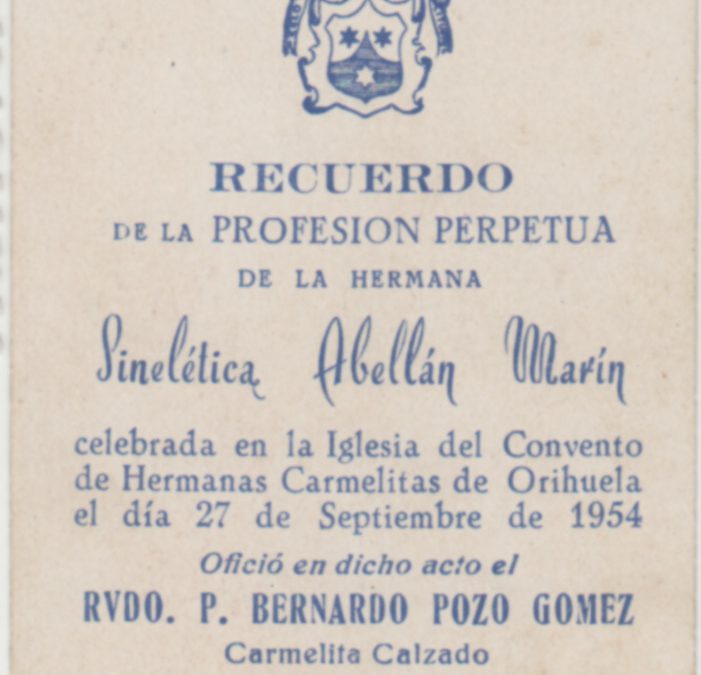 RECUERDO
DE LA PROFESION PERPETUA
DE LA HERMANA
Sinelética Abellán Marín
celebrada en la Iglesia del Convento
de Hermanas Carmelitas de Orihuela
el día 27 de Septiembre de 1954
Ofició en dicho acto el
RVDO. P. BERNARDO POZO GOMEZ
Carmelita Calzado